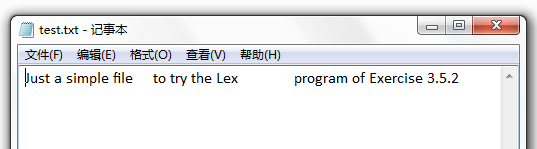 test.txt - 记事本
文件(F) 编辑(E) 格式(O) 查看(V) 帮助(H)
Just a simple file    to try the Lex        program of Exercise 3.5.2